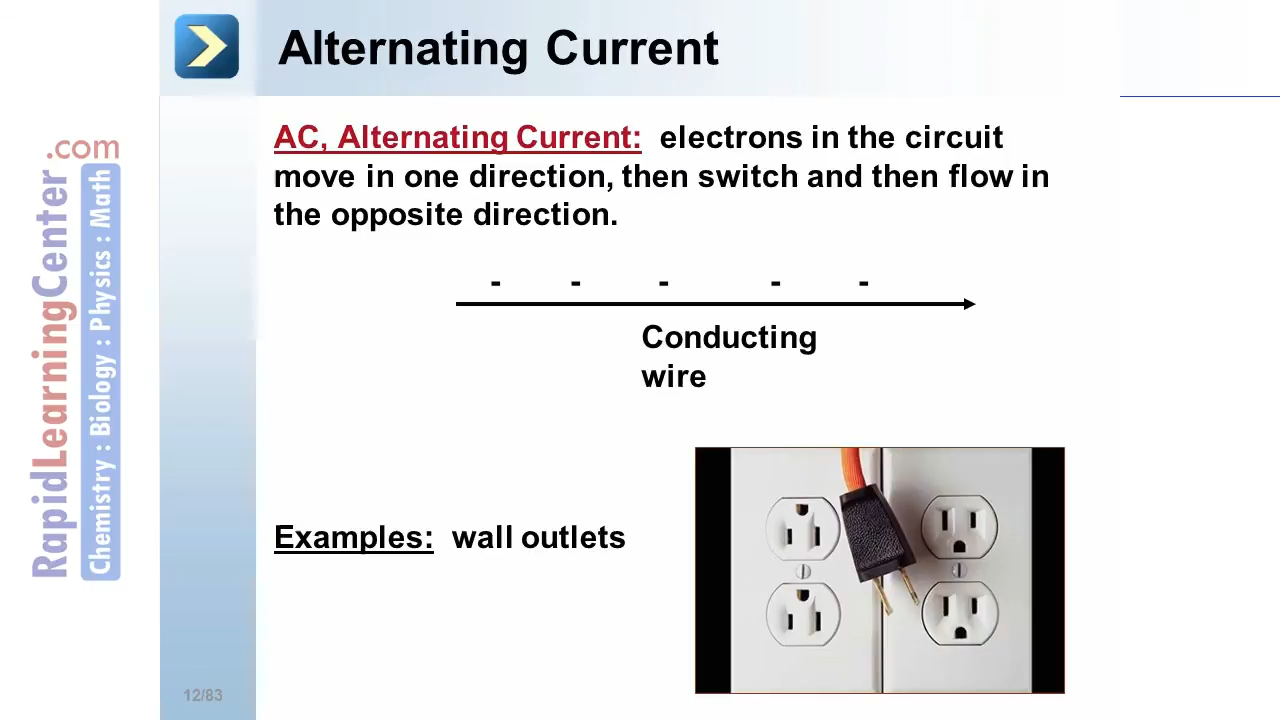 Alternating Current
AC, Alternating Current: electrons in the circuit
move in one direction, then switch and then flow in
the opposite direction.
- - - - -
Conducting
wire
Examples: wall outlets
RapidLearningCenter.com
Chemistry : Biology : Physics : Math
12/83